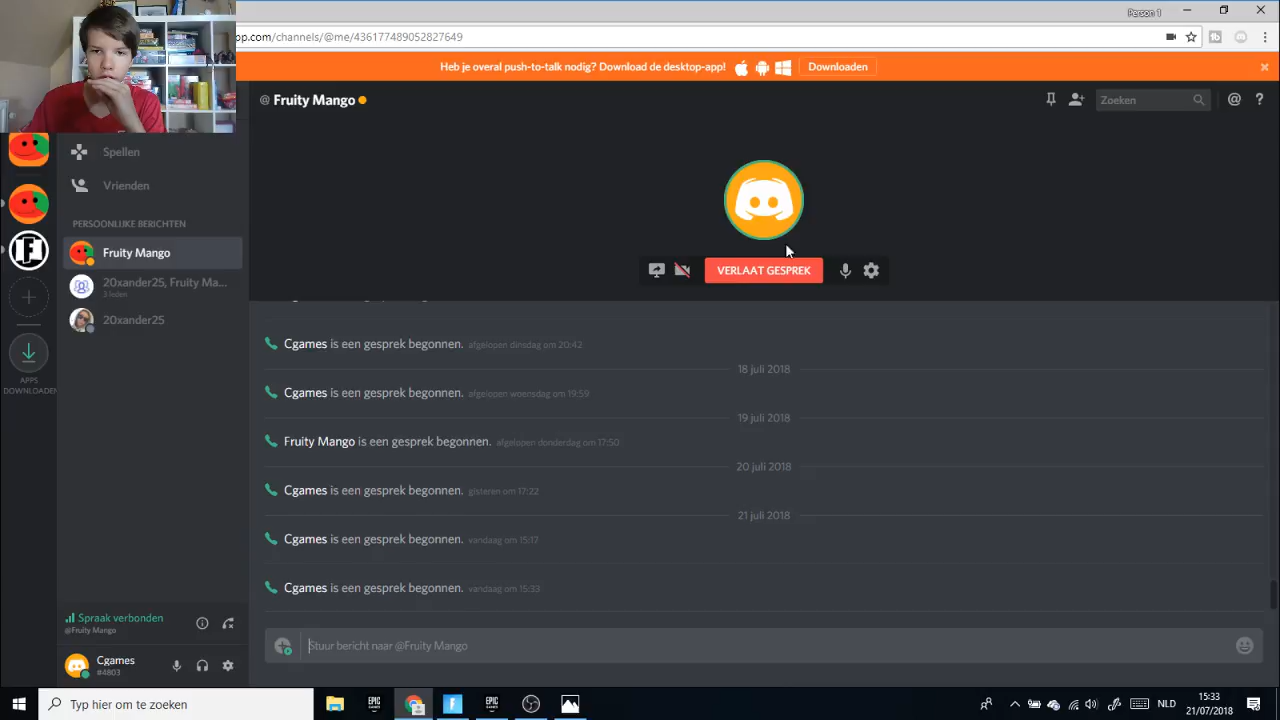 Person 1
op.com/channels/@me/436177489052827649
Heb je overal push-to-talk nodig? Download de desktop-app! Downloaden
@ Fruity Mango
Zoeken
Spellen
Vrienden
PERSOONLIJKE BERICHTEN
Fruity Mango
20xander25, Fruity Ma...
3 leden
20xander25
APPS
DOWNLOADEN
VERLAAT GESPREK
Cgames is een gesprek begonnen. afgelopen dinsdag om 20:42
18 juli 2018
Cgames is een gesprek begonnen. afgelopen woensdag om 19:59
19 juli 2018
Fruity Mango is een gesprek begonnen. afgelopen donderdag om 17:50
20 juli 2018
Cgames is een gesprek begonnen. gisteren om 17:22
21 juli 2018
Cgames is een gesprek begonnen. vandaag om 15:17
Cgames is een gesprek begonnen. vandaag om 15:33
Spraak verbonden
@Fruity Mango
Stuur bericht naar @Fruity Mango
Cgames
#4803
Typ hier om te zoeken
EPIC GAMES
EPIC GAMES
NLD
15:33
21/07/2018